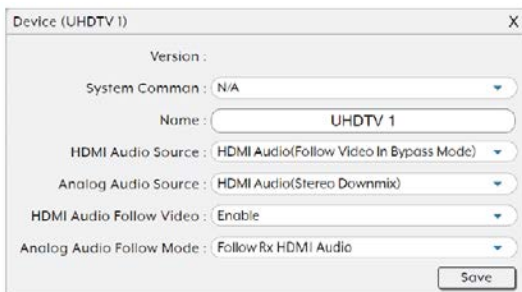 Device (UHDTV 1) X
Version :
System Comman : N/A
Name : UHDTV 1
HDMI Audio Source : HDMI Audio(Follow Video In Bypass Mode)
Analog Audio Source : HDMI Audio(Stereo Downmix)
HDMI Audio Follow Video : Enable
Analog Audio Follow Mode : Follow Rx HDMI Audio
Save